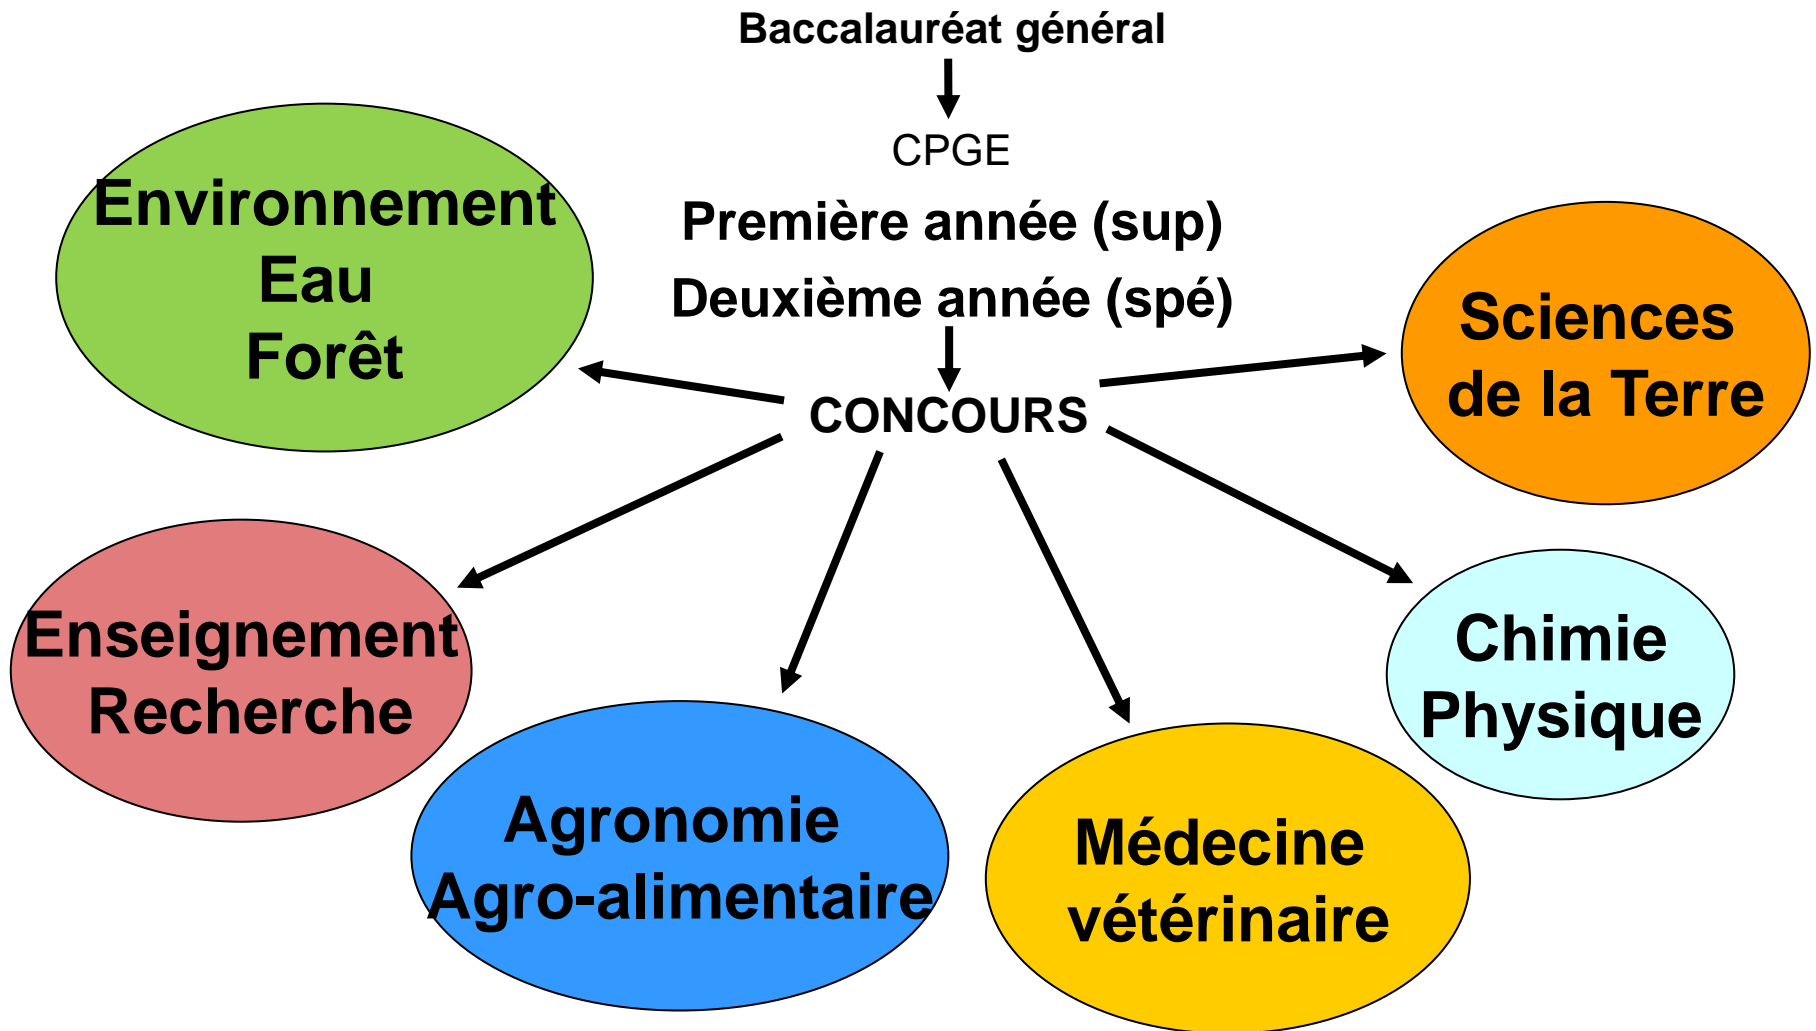 Baccalauréat général
CPGE
Première année (sup)
Deuxième année (spé)
CONCOURS
Environnement
Eau
Forêt
Sciences
de la Terre
Enseignement
Recherche
Chimie
Physique
Agronomie
Agro-alimentaire
Médecine
vétérinaire